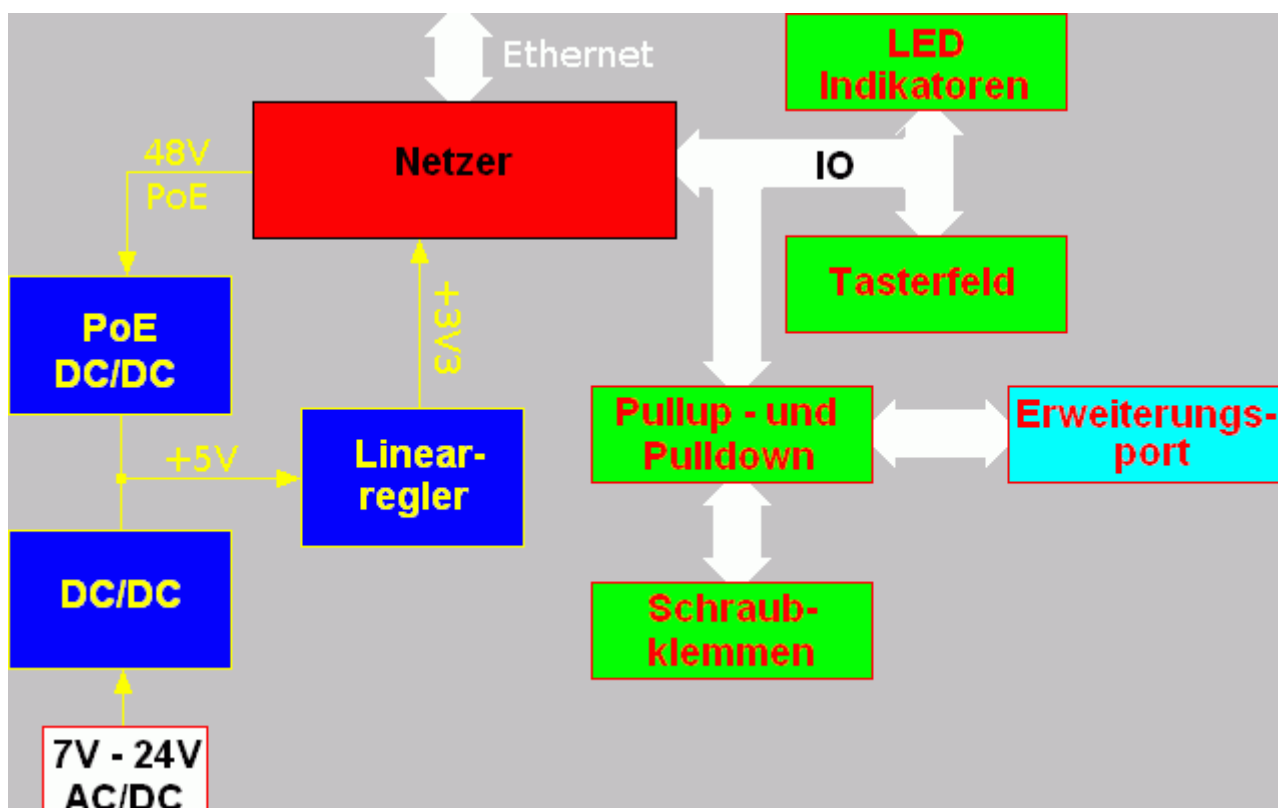 Ethernet
LED
Indikatoren
48V
PoE
Netzer
IO
Tasterfeld
+3V3
PoE
DC/DC
Pullup - und
Pulldown
Erweiterungs-
port
+5V
Linear-
regler
DC/DC
Schraub-
klemmen
7V - 24V
AC/DC